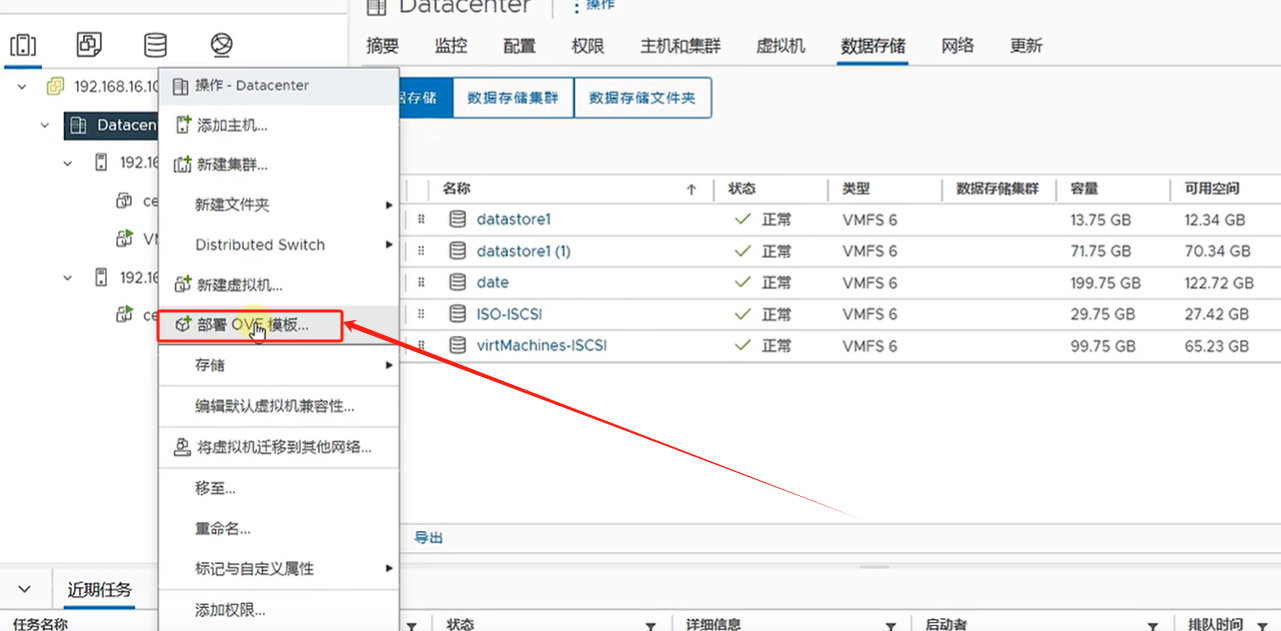 Datacenter
操作
摘要 监控 配置 权限 主机和集群 虚拟机 数据存储 网络 更新
192.168.16.10
操作 - Datacenter
据存储 数据存储集群 数据存储文件夹
Datacen
添加主机...
192.16
新建集群...
名称 状态 类型 数据存储集群 容量 可用空间
ce
新建文件夹
datastore1 正常 VMFS 6 13.75 GB 12.34 GB
VM
Distributed Switch
datastore1 (1) 正常 VMFS 6 71.75 GB 70.34 GB
192.16
新建虚拟机...
date 正常 VMFS 6 199.75 GB 122.72 GB
ce
部署 OVF 模板...
ISO-ISCSI 正常 VMFS 6 29.75 GB 27.42 GB
virtMachines-ISCSI 正常 VMFS 6 99.75 GB 65.23 GB
存储
编辑默认虚拟机兼容性...
将虚拟机迁移到其他网络...
移至...
重命名...
导出
标记与自定义属性
近期任务
添加权限...
任务名称 状态 详细信息 启动者 排队时间